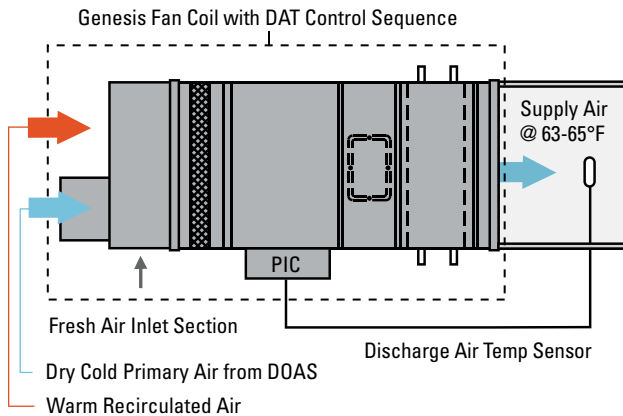 Genesis Fan Coil with DAT Control Sequence
Supply Air
@ 63-65°F
PIC
Fresh Air Inlet Section
Discharge Air Temp Sensor
Dry Cold Primary Air from DOAS
Warm Recirculated Air